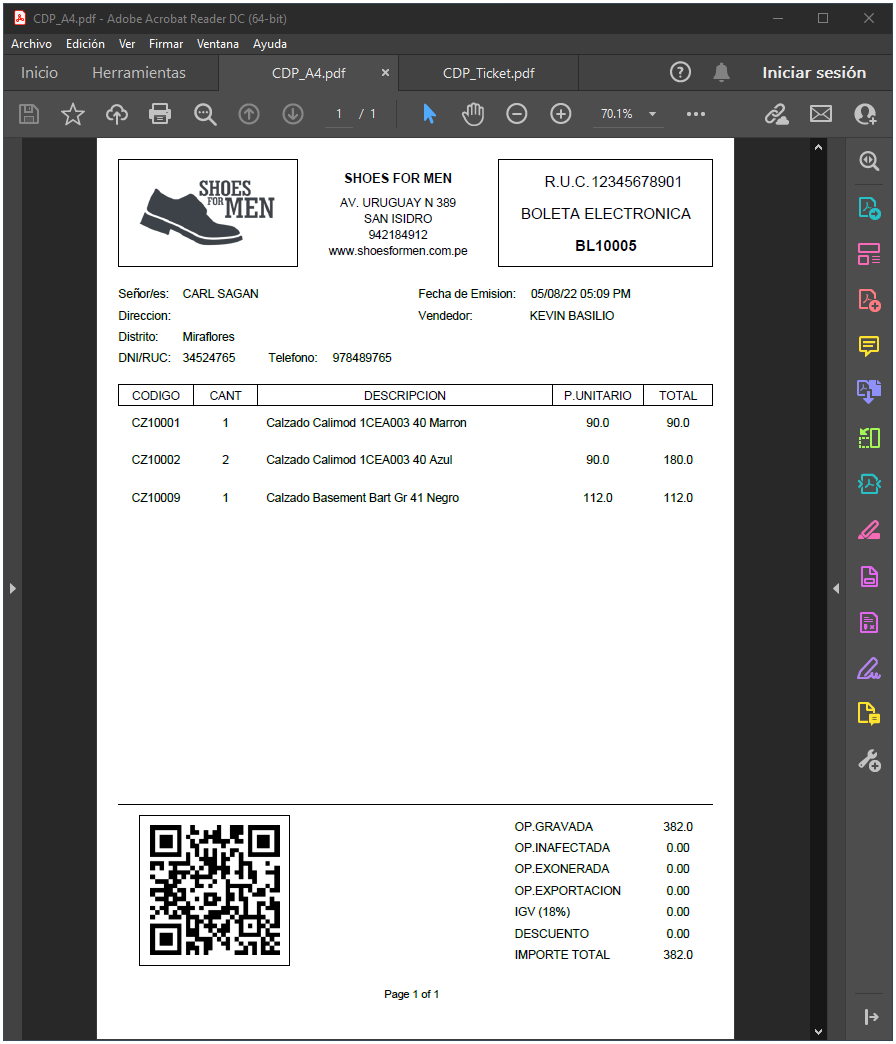 CDP_A4.pdf - Adobe Acrobat Reader DC (64-bit)
Archivo Edición Ver Firmar Ventana Ayuda
Inicio Herramientas CDP_A4.pdf × CDP_Ticket.pdf Iniciar sesión
1 / 1 70.1%
SHOES FOR MEN
SHOES FOR MEN
AV. URUGUAY N 389
SAN ISIDRO
942184912
www.shoesformen.com.pe
R.U.C.12345678901
BOLETA ELECTRONICA
BL10005
Señor/es: CARL SAGAN Fecha de Emision: 05/08/22 05:09 PM
Direccion: Vendedor: KEVIN BASILIO
Distrito: Miraflores
DNI/RUC: 34524765 Telefono: 978489765
CODIGO CANT DESCRIPCION P.UNITARIO TOTAL
CZ10001 1 Calzado Calimod 1CEA003 40 Marron 90.0 90.0
CZ10002 2 Calzado Calimod 1CEA003 40 Azul 90.0 180.0
CZ10009 1 Calzado Basement Bart Gr 41 Negro 112.0 112.0
OP.GRAVADA 382.0
OP.INAFECTADA 0.00
OP.EXONERADA 0.00
OP.EXPORTACION 0.00
IGV (18%) 0.00
DESCUENTO 0.00
IMPORTE TOTAL 382.0
Page 1 of 1